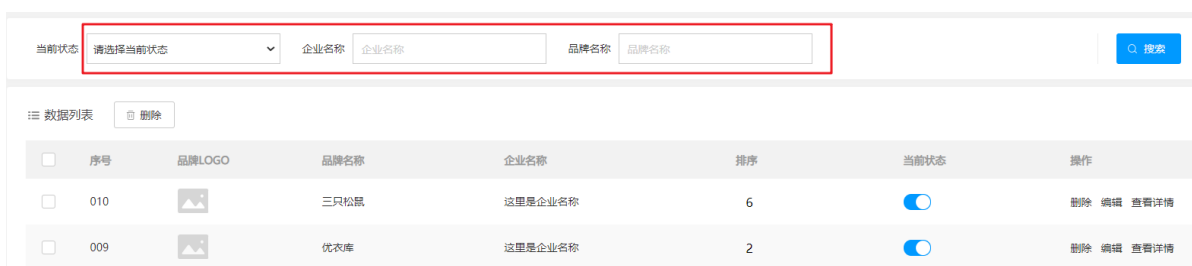 当前状态 请选择当前状态 企业名称 企业名称 品牌名称 品牌名称 搜索
数据列表 删除
序号 品牌LOGO 品牌名称 企业名称 排序 当前状态 操作
010 三只松鼠 这里是企业名称 6 删除 编辑 查看详情
009 优衣库 这里是企业名称 2 删除 编辑 查看详情